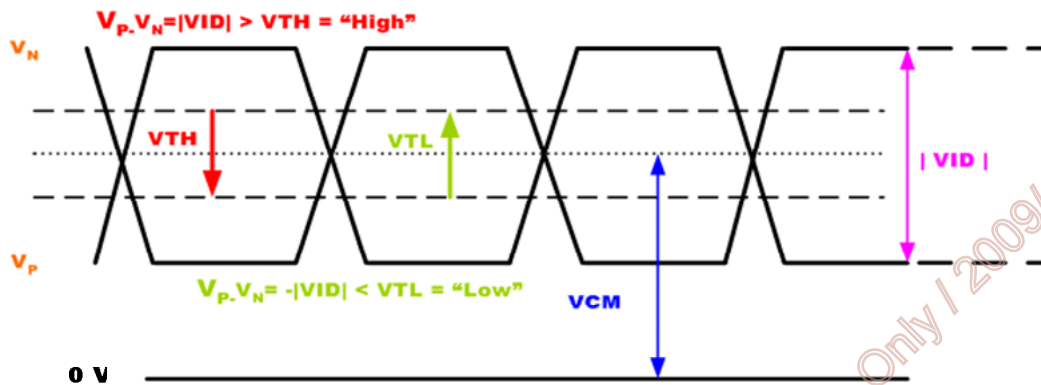 VP-VN=|VID| > VTH = “High”
VN
VTH
VTL
| VID |
VP
VP-VN= -|VID| < VTL = “Low”
VCM
0 V
Only / 2009/